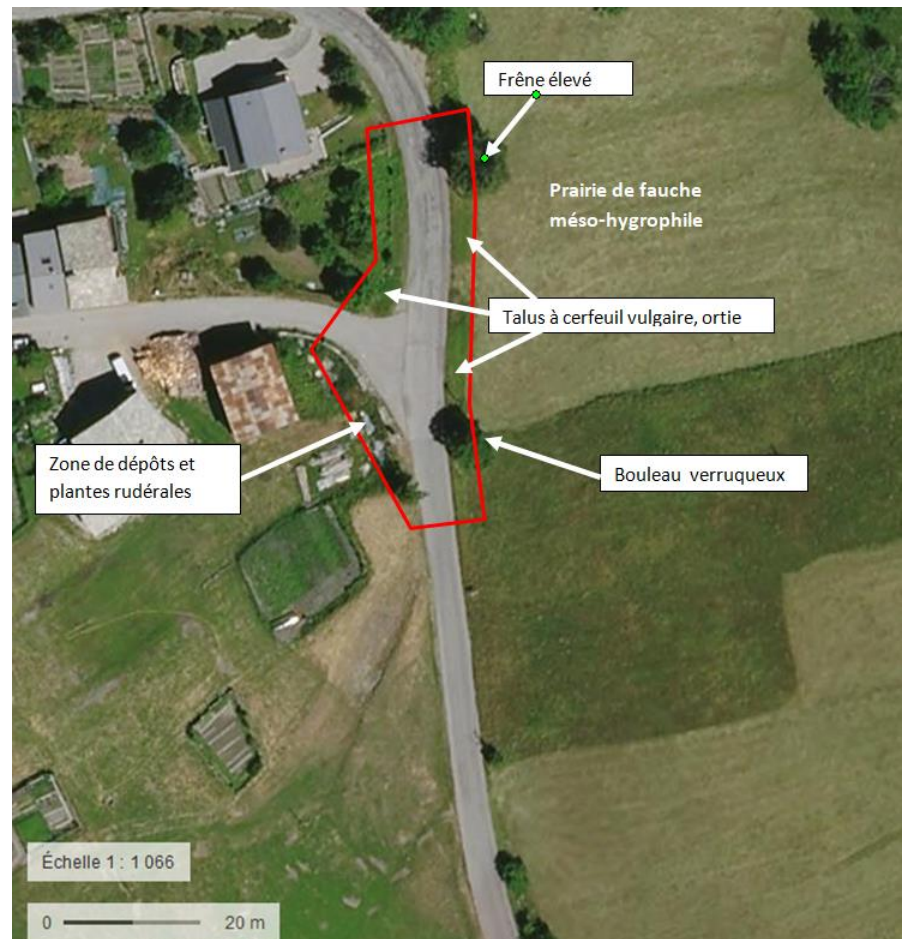 Frêne élevé
Prairie de fauche
méso-hygrophile
Talus à cerfeuil vulgaire, ortie
Zone de dépôts et
plantes rudérales
Bouleau verruqueux
Échelle 1 : 1 066
0 20 m